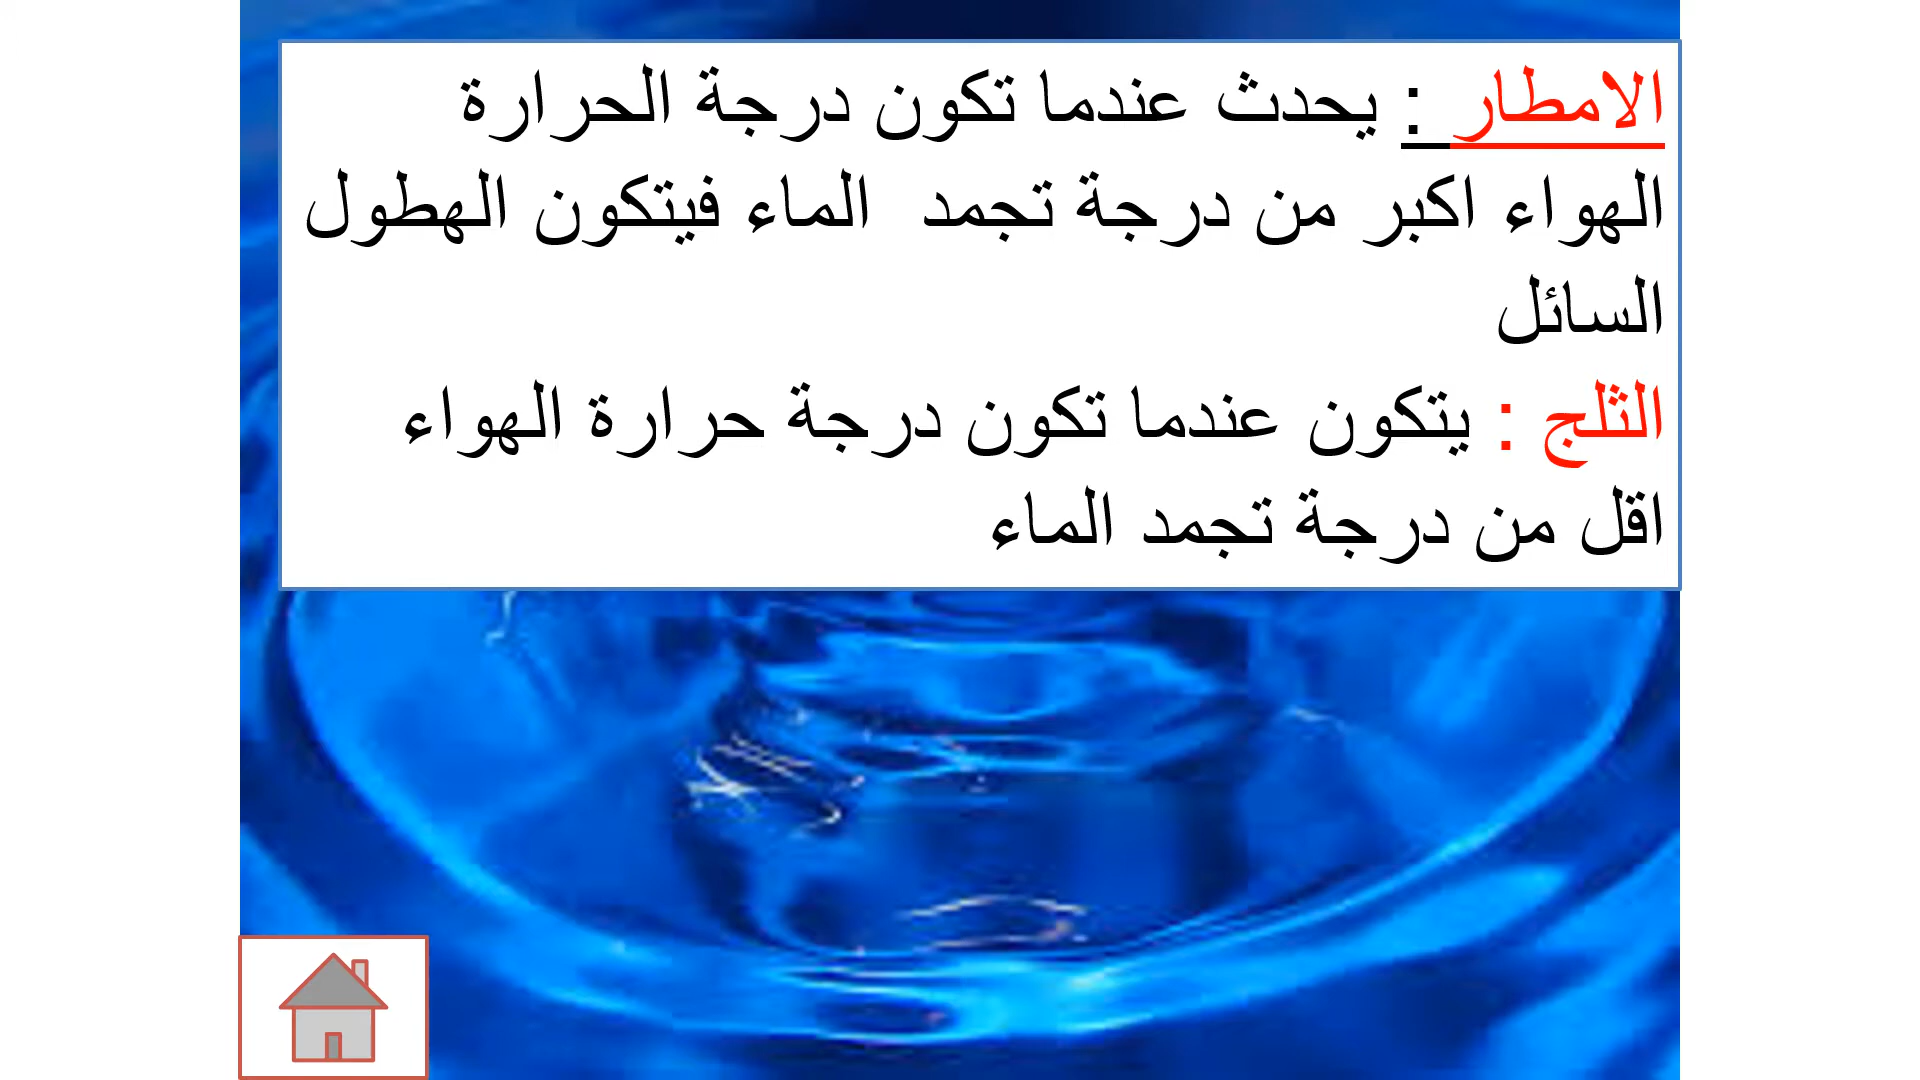 الامطار : يحدث عندما تكون درجة الحرارة
الهواء اكبر من درجة تجمد الماء فيتكون الهطول
السائل
الثلج : يتكون عندما تكون درجة حرارة الهواء
اقل من درجة تجمد الماء